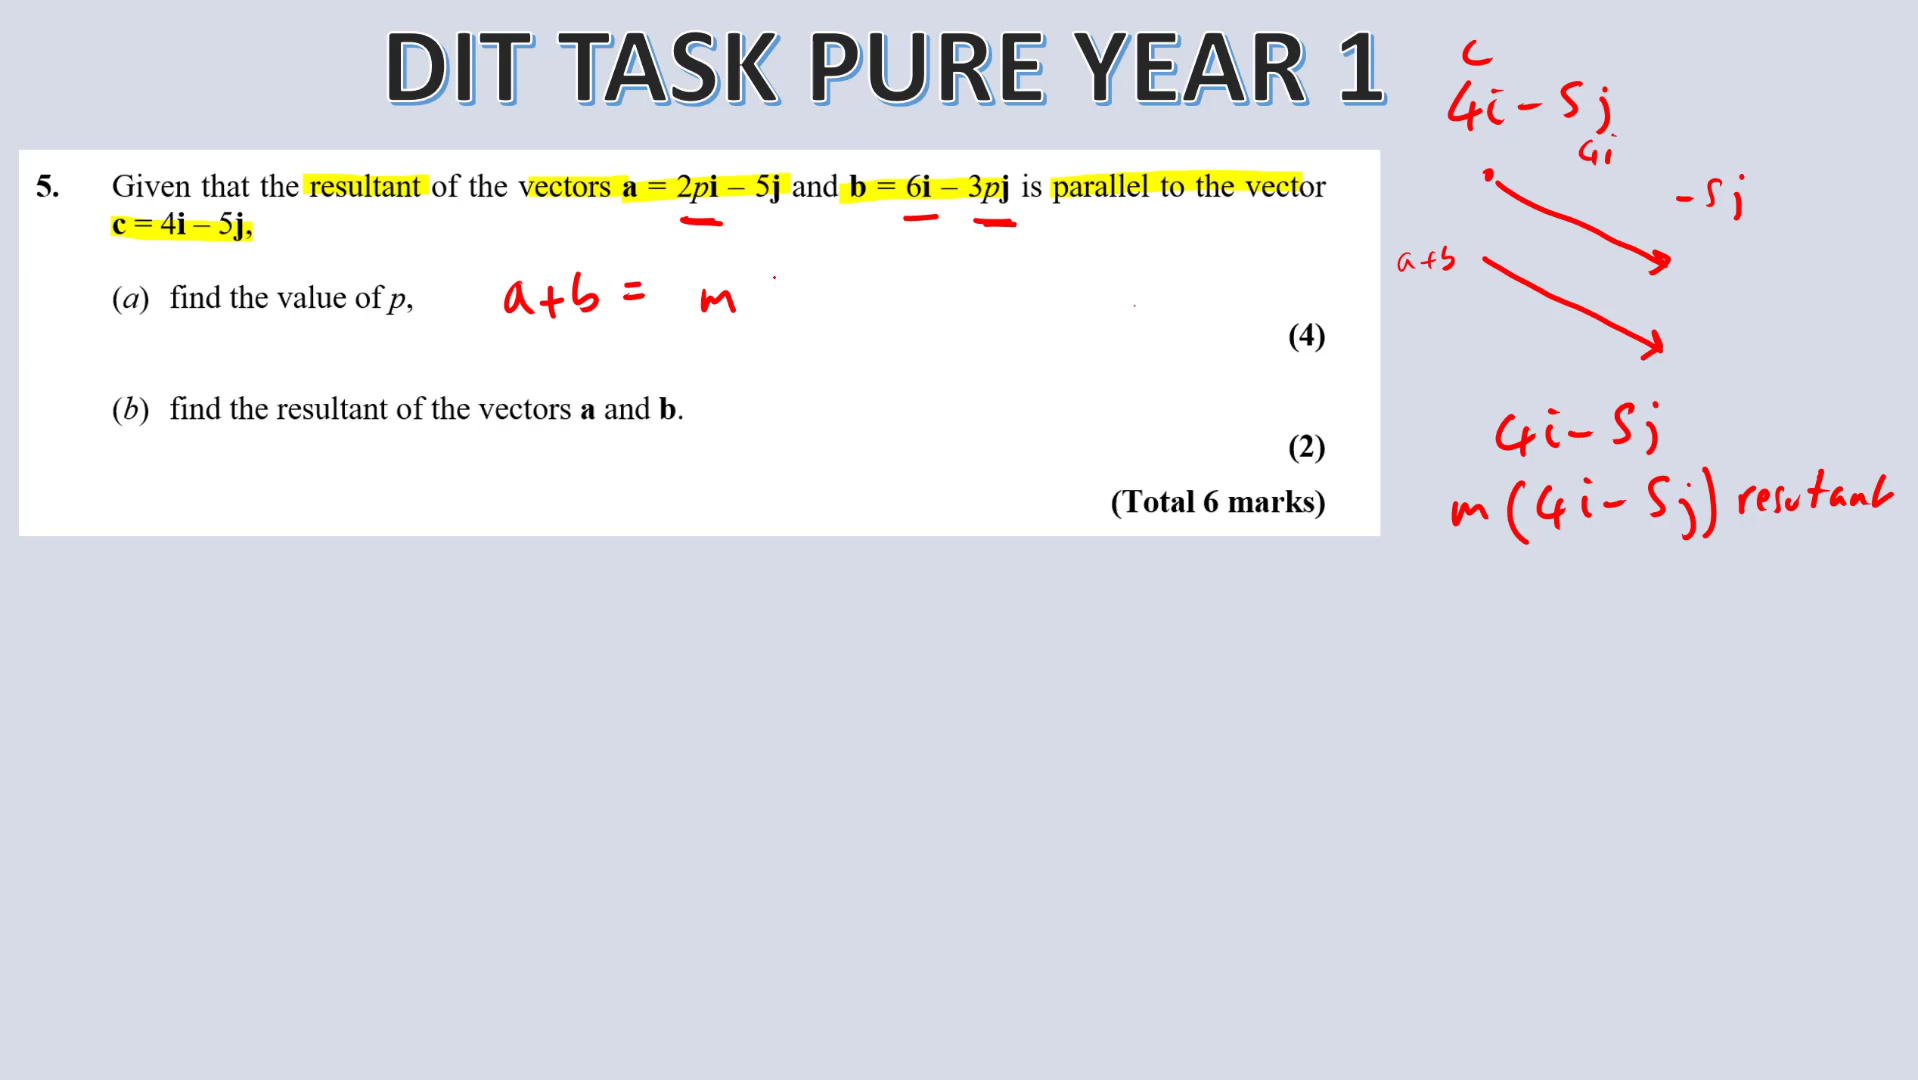 DIT TASK PURE YEAR 1
c
4i - 5j
4i
-5j
5. Given that the resultant of the vectors a = 2pi – 5j and b = 6i – 3pj is parallel to the vector
c = 4i – 5j,
a+b
(a) find the value of p,
a+b = m
(4)
(b) find the resultant of the vectors a and b.
(2)
(Total 6 marks)
4i - 5j
m (4i - 5j) resutant